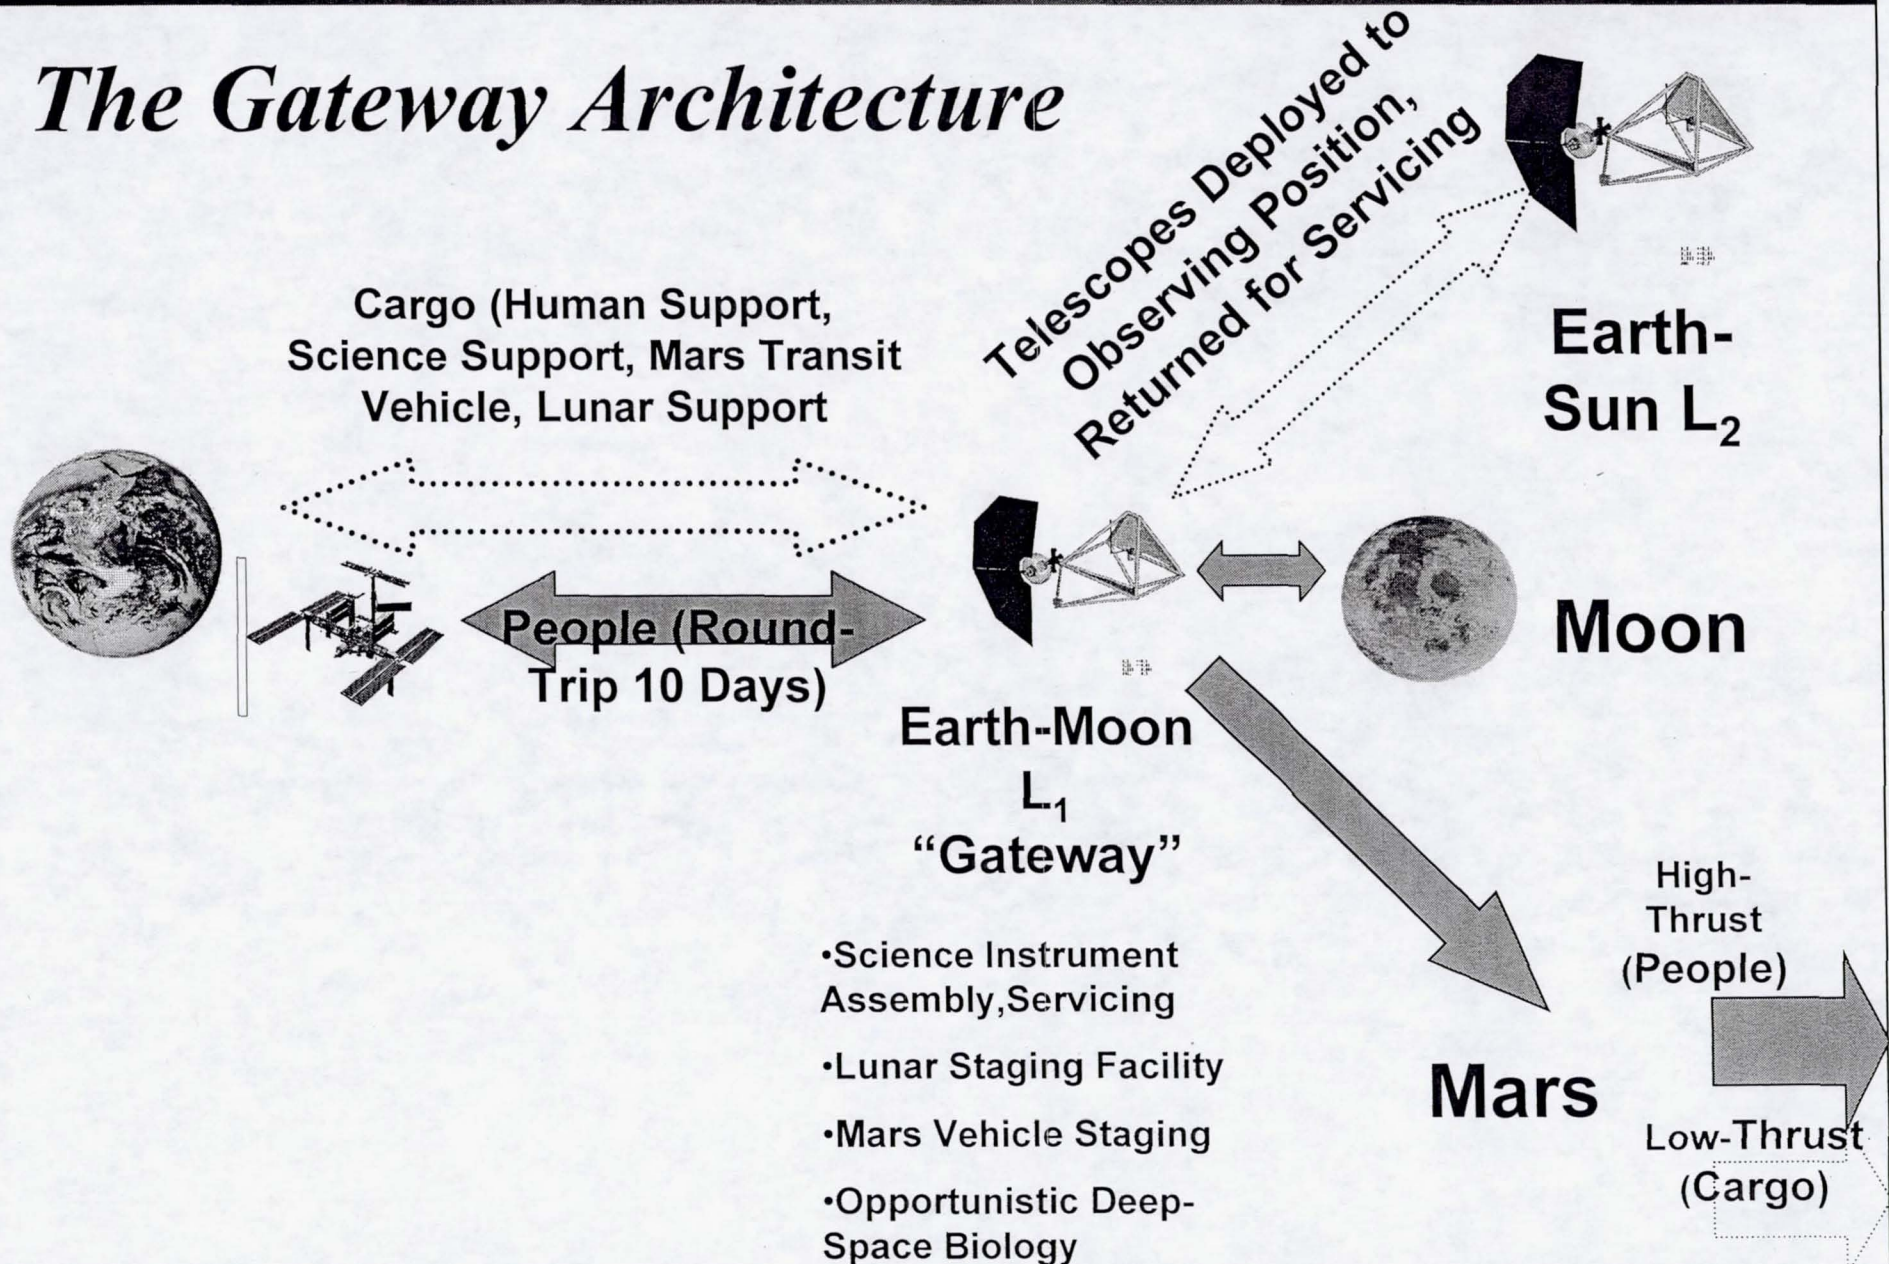 The Gateway Architecture
Telescopes Deployed to
Observing Position,
Returned for Servicing
Cargo (Human Support,
Science Support, Mars Transit
Vehicle, Lunar Support
Earth-
Sun L₂
People (Round-
Trip 10 Days)
Moon
Earth-Moon
L₁
“Gateway”
•Science Instrument
Assembly,Servicing
•Lunar Staging Facility
•Mars Vehicle Staging
•Opportunistic Deep-
Space Biology
Mars
High-
Thrust
(People)
Low-Thrust
(Cargo)